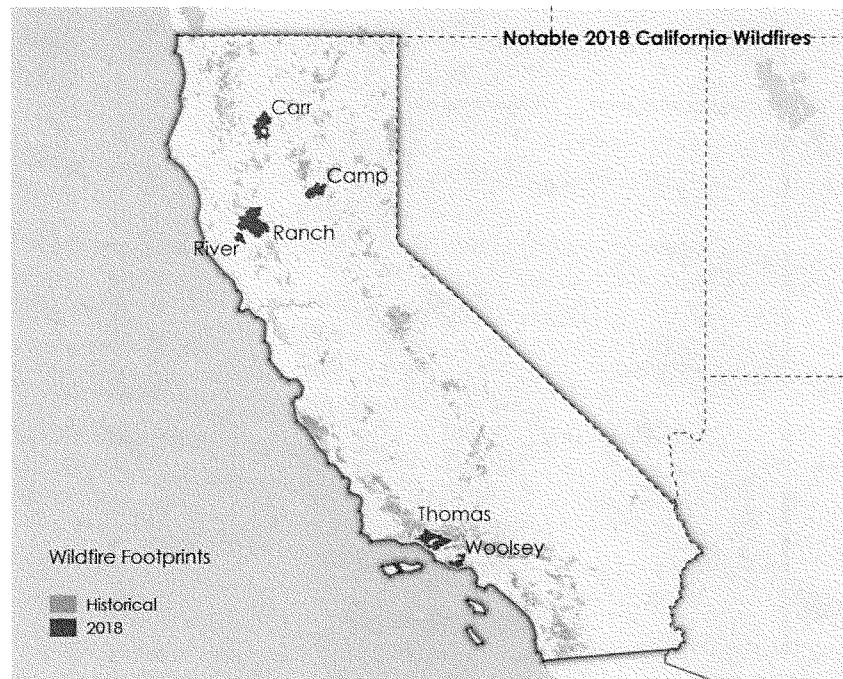 Notable 2018 California Wildfires
Carr
Camp
Ranch
River
Thomas
Woolsey
Wildfire Footprints
Historical
2018